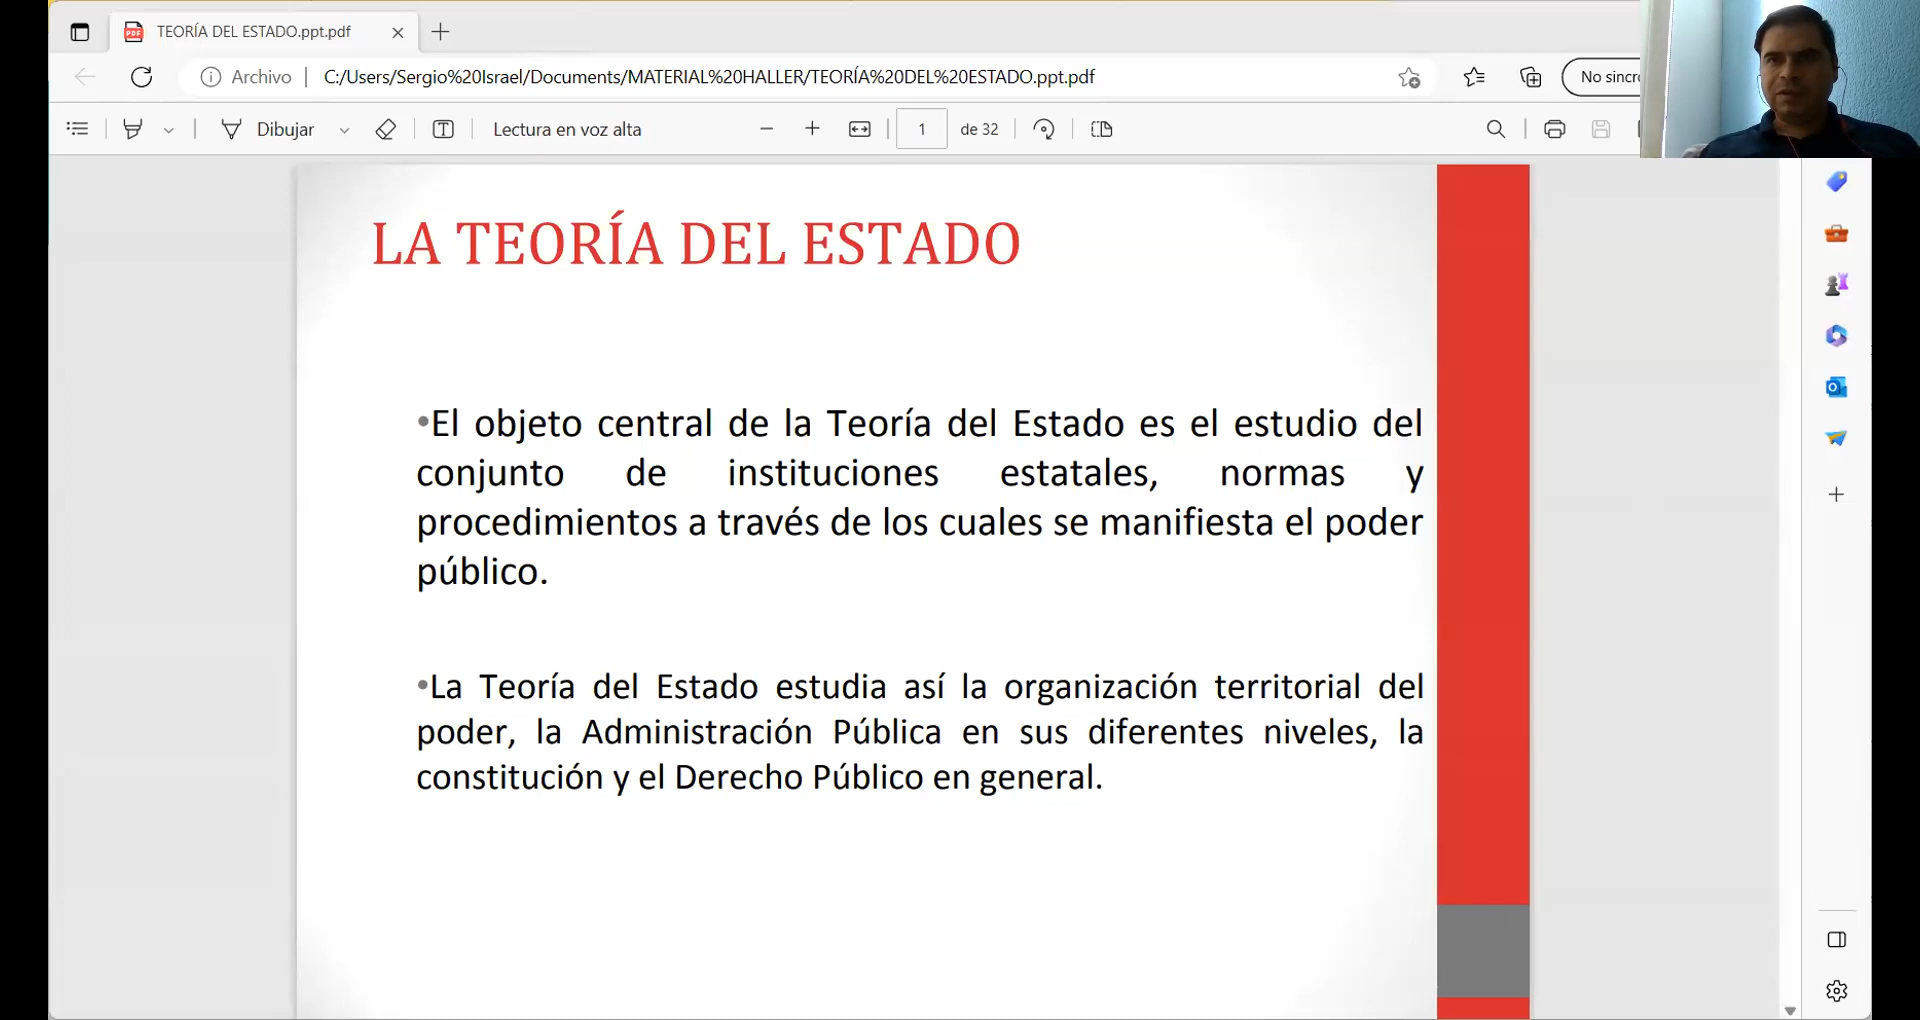 TEORÍA DEL ESTADO.ppt.pdf
Archivo | C:/Users/Sergio%20Israel/Documents/MATERIAL%20HALLER/TEORÍA%20DEL%20ESTADO.ppt.pdf
No sincr
Dibujar
Lectura en voz alta
1 de 32
LA TEORÍA DEL ESTADO
•El objeto central de la Teoría del Estado es el estudio del
conjunto de instituciones estatales, normas y
procedimientos a través de los cuales se manifiesta el poder
público.
•La Teoría del Estado estudia así la organización territorial del
poder, la Administración Pública en sus diferentes niveles, la
constitución y el Derecho Público en general.